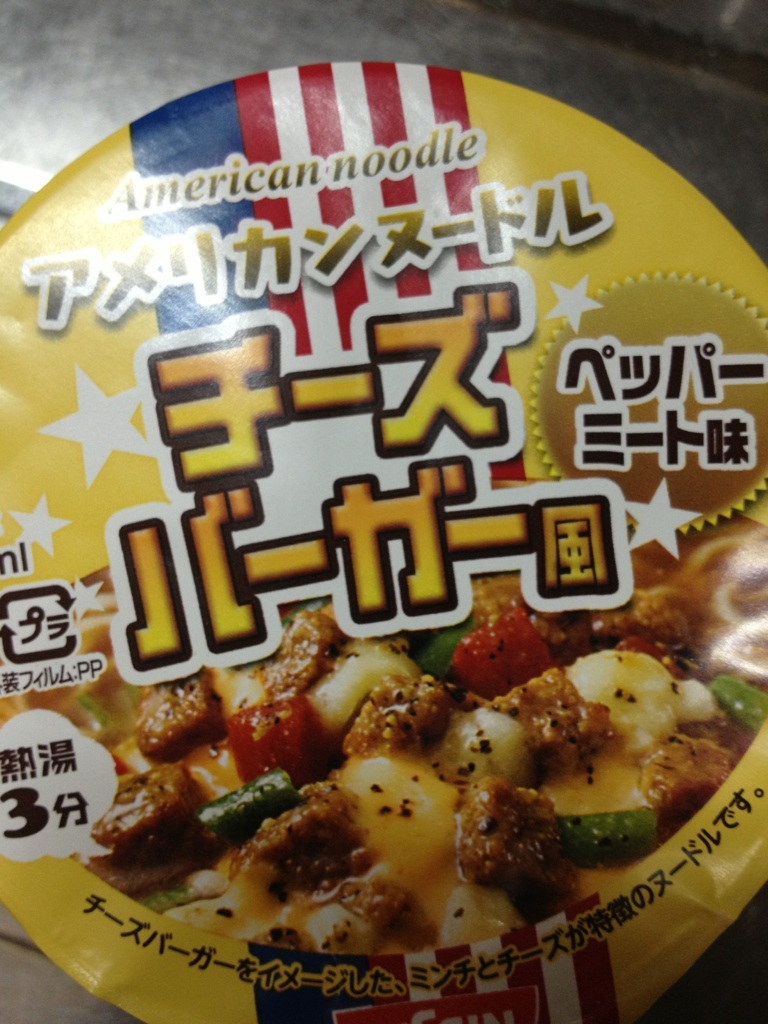 American noodle
アメリカンヌードル
チーズ
バーガー風
ペッパー
ミート味
ml
プラ
装フィルム:PP
熱湯
3分
チーズバーガーをイメージした、ミンチとチーズが特徴のヌードルです。